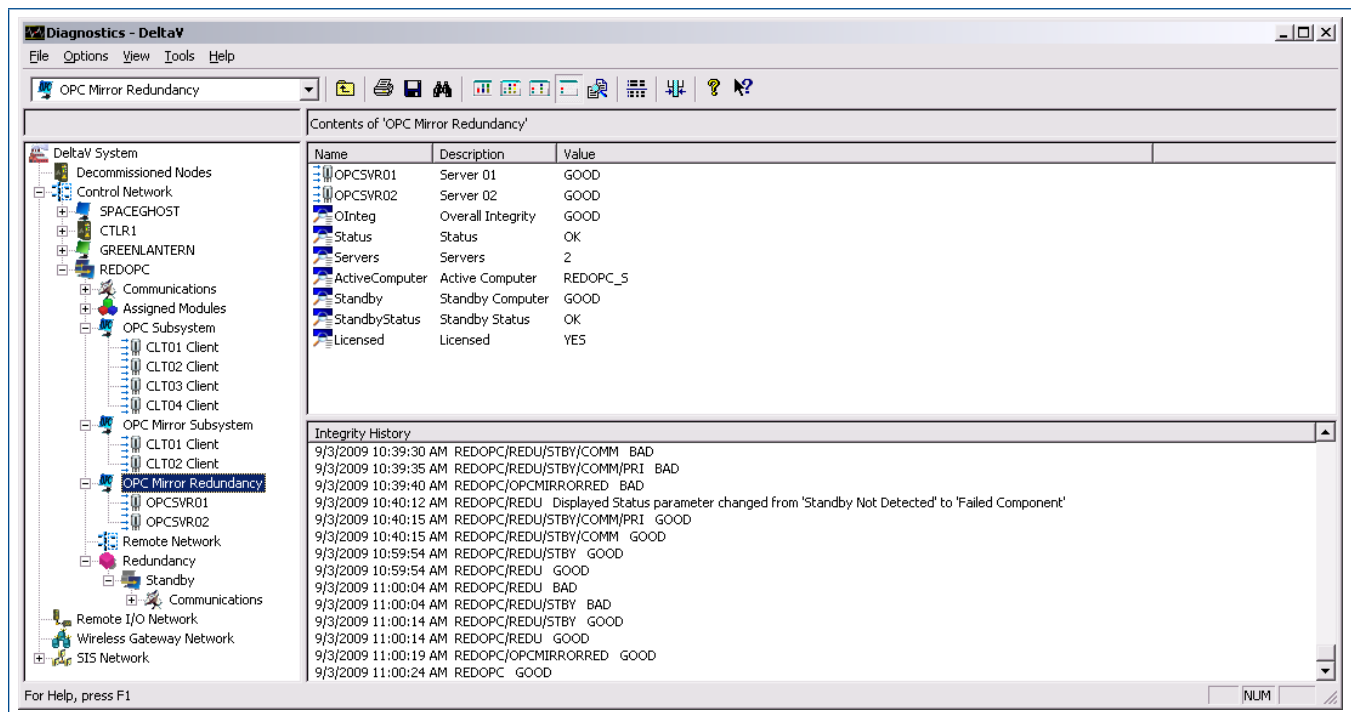 Diagnostics - DeltaV
File Options View Tools Help
OPC Mirror Redundancy
Contents of 'OPC Mirror Redundancy'
DeltaV System
Decommissioned Nodes
Control Network
SPACEGHOST
CTLR1
GREENLANTERN
REDOPC
Communications
Assigned Modules
OPC Subsystem
CLT01 Client
CLT02 Client
CLT03 Client
CLT04 Client
OPC Mirror Subsystem
CLT01 Client
CLT02 Client
OPC Mirror Redundancy
OPCSVR01
OPCSVR02
Remote Network
Redundancy
Standby
Communications
Remote I/O Network
Wireless Gateway Network
SIS Network
Name Description Value
OPCSVR01 Server 01 GOOD
OPCSVR02 Server 02 GOOD
OInteg Overall Integrity GOOD
Status Status OK
Servers Servers 2
ActiveComputer Active Computer REDOPC_S
Standby Standby Computer GOOD
StandbyStatus Standby Status OK
Licensed Licensed YES
Integrity History
9/3/2009 10:39:30 AM REDOPC/REDU/STBY/COMM BAD
9/3/2009 10:39:35 AM REDOPC/REDU/STBY/COMM/PRI BAD
9/3/2009 10:39:40 AM REDOPC/OPCMIRRORRED BAD
9/3/2009 10:40:12 AM REDOPC/REDU Displayed Status parameter changed from 'Standby Not Detected' to 'Failed Component'
9/3/2009 10:40:15 AM REDOPC/REDU/STBY/COMM/PRI GOOD
9/3/2009 10:40:15 AM REDOPC/REDU/STBY/COMM GOOD
9/3/2009 10:59:54 AM REDOPC/REDU/STBY GOOD
9/3/2009 10:59:54 AM REDOPC/REDU GOOD
9/3/2009 11:00:04 AM REDOPC/REDU BAD
9/3/2009 11:00:04 AM REDOPC/REDU/STBY BAD
9/3/2009 11:00:14 AM REDOPC/REDU/STBY GOOD
9/3/2009 11:00:14 AM REDOPC/REDU GOOD
9/3/2009 11:00:19 AM REDOPC/OPCMIRRORRED GOOD
9/3/2009 11:00:24 AM REDOPC GOOD
For Help, press F1
NUM